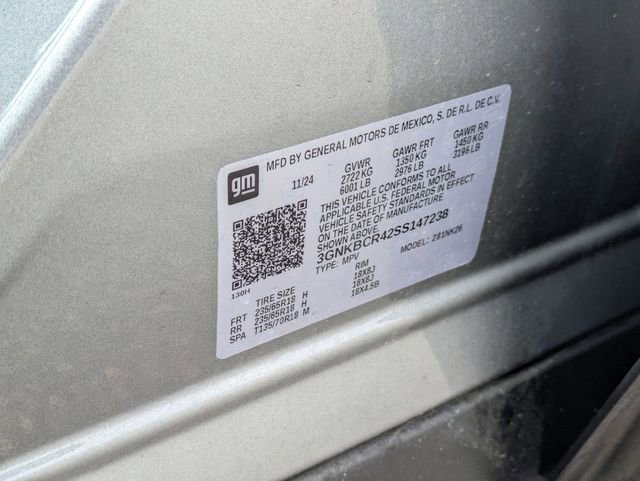 MFD BY GENERAL MOTORS DE MEXICO, S. DE R.L. DE C.V.
gm
11/24 GVWR GAWR FRT GAWR RR
2722 KG 1350 KG 1450 KG
6001 LB 2976 LB 3196 LB
THIS VEHICLE CONFORMS TO ALL
APPLICABLE U.S. FEDERAL MOTOR
VEHICLE SAFETY STANDARDS IN EFFECT
ON THE DATE OF MANUFACTURE
SHOWN ABOVE.
3GNKBCR42SS147238
TYPE: MPV MODEL: 2S1NK26
130H
TIRE SIZE RIM
FRT 235/65R18 H 18X8J
RR 235/65R18 H 18X8J
SPA T135/70R18 M 18X4.5B